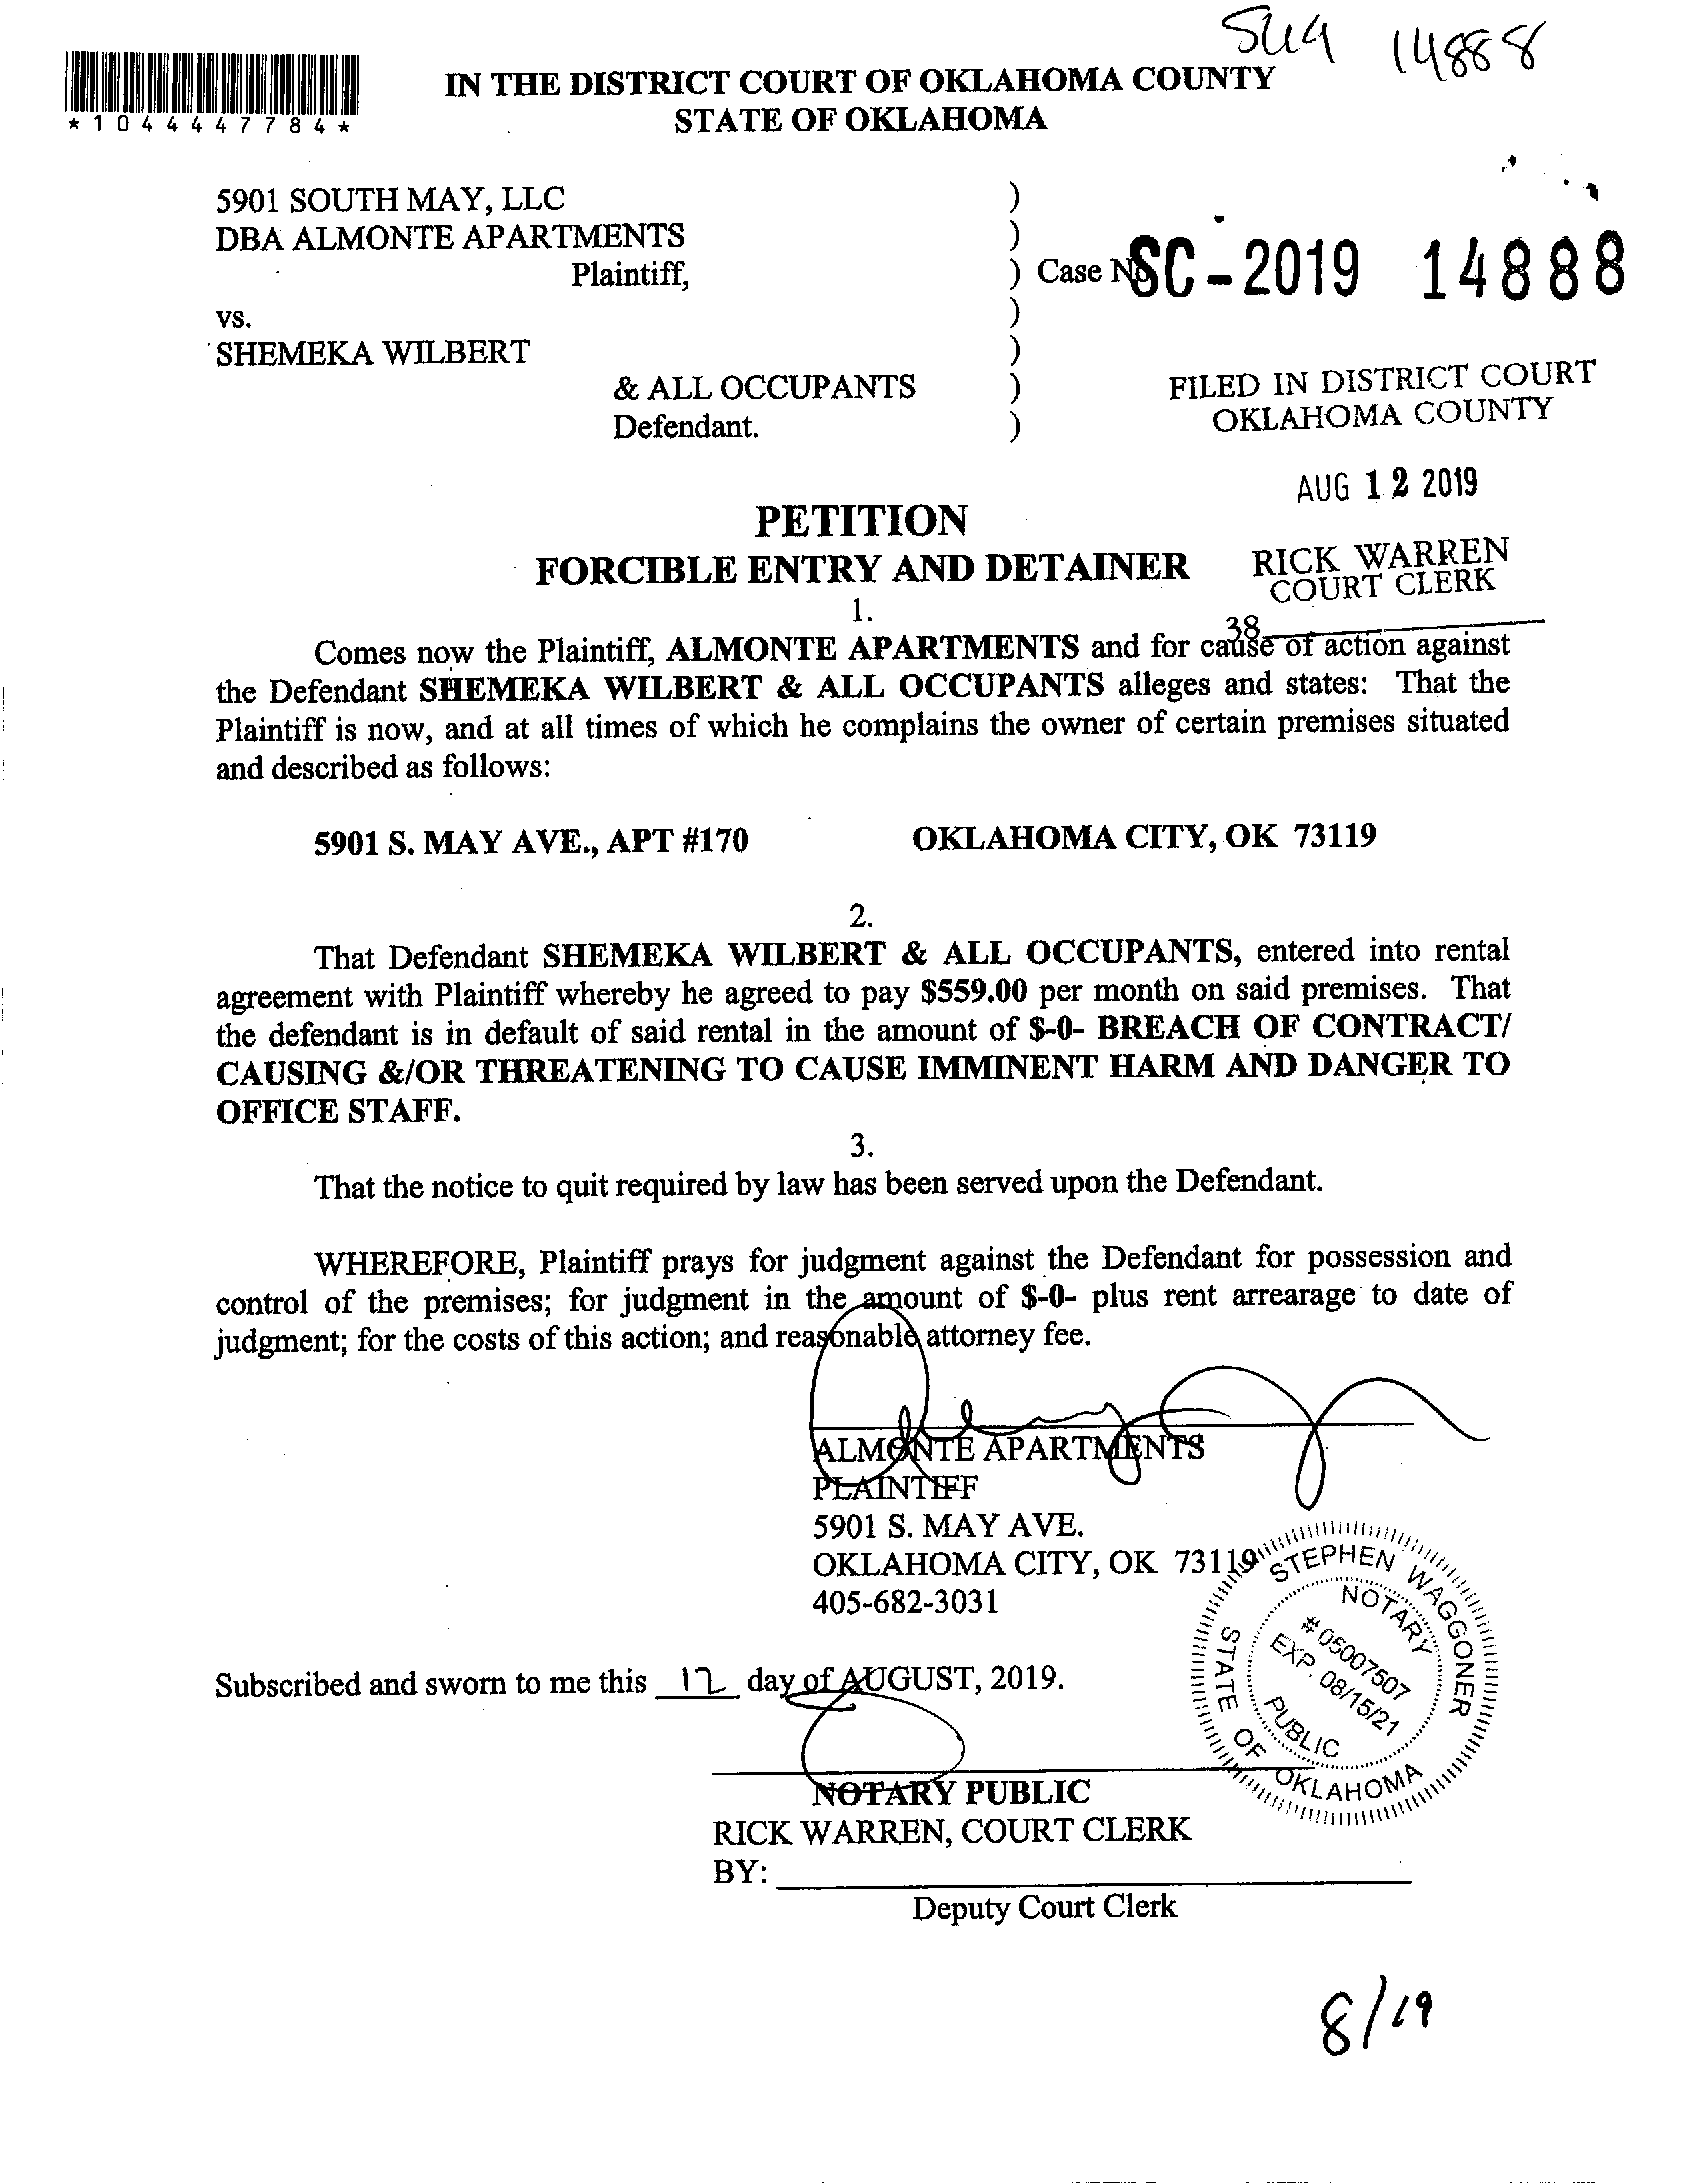 14888
*1044447784*
IN THE DISTRICT COURT OF OKLAHOMA COUNTY
STATE OF OKLAHOMA
5901 SOUTH MAY, LLC )
DBA ALMONTE APARTMENTS )
Plaintiff, ) Case No SC-2019 14888
vs. )
SHEMEKA WILBERT )
& ALL OCCUPANTS )
Defendant. )
FILED IN DISTRICT COURT
OKLAHOMA COUNTY
AUG 12 2019
RICK WARREN
COURT CLERK
38
PETITION
FORCIBLE ENTRY AND DETAINER
1.
Comes now the Plaintiff, ALMONTE APARTMENTS and for cause of action against
the Defendant SHEMEKA WILBERT & ALL OCCUPANTS alleges and states: That the
Plaintiff is now, and at all times of which he complains the owner of certain premises situated
and described as follows:
5901 S. MAY AVE., APT #170 OKLAHOMA CITY, OK 73119
2.
That Defendant SHEMEKA WILBERT & ALL OCCUPANTS, entered into rental
agreement with Plaintiff whereby he agreed to pay $559.00 per month on said premises. That
the defendant is in default of said rental in the amount of $-0- BREACH OF CONTRACT/
CAUSING &/OR THREATENING TO CAUSE IMMINENT HARM AND DANGER TO
OFFICE STAFF.
3.
That the notice to quit required by law has been served upon the Defendant.
WHEREFORE, Plaintiff prays for judgment against the Defendant for possession and
control of the premises; for judgment in the amount of $-0- plus rent arrearage to date of
judgment; for the costs of this action; and reasonable attorney fee.
ALMONTE APARTMENTS
PLAINTIFF
5901 S. MAY AVE.
OKLAHOMA CITY, OK 73119
405-682-3031
STEPHEN WAGGONER
NOTARY
# 05007507
EXP. 08/15/21
PUBLIC
STATE OF OKLAHOMA
Subscribed and sworn to me this 12 day of AUGUST, 2019.
NOTARY PUBLIC
RICK WARREN, COURT CLERK
BY:
Deputy Court Clerk
8/19